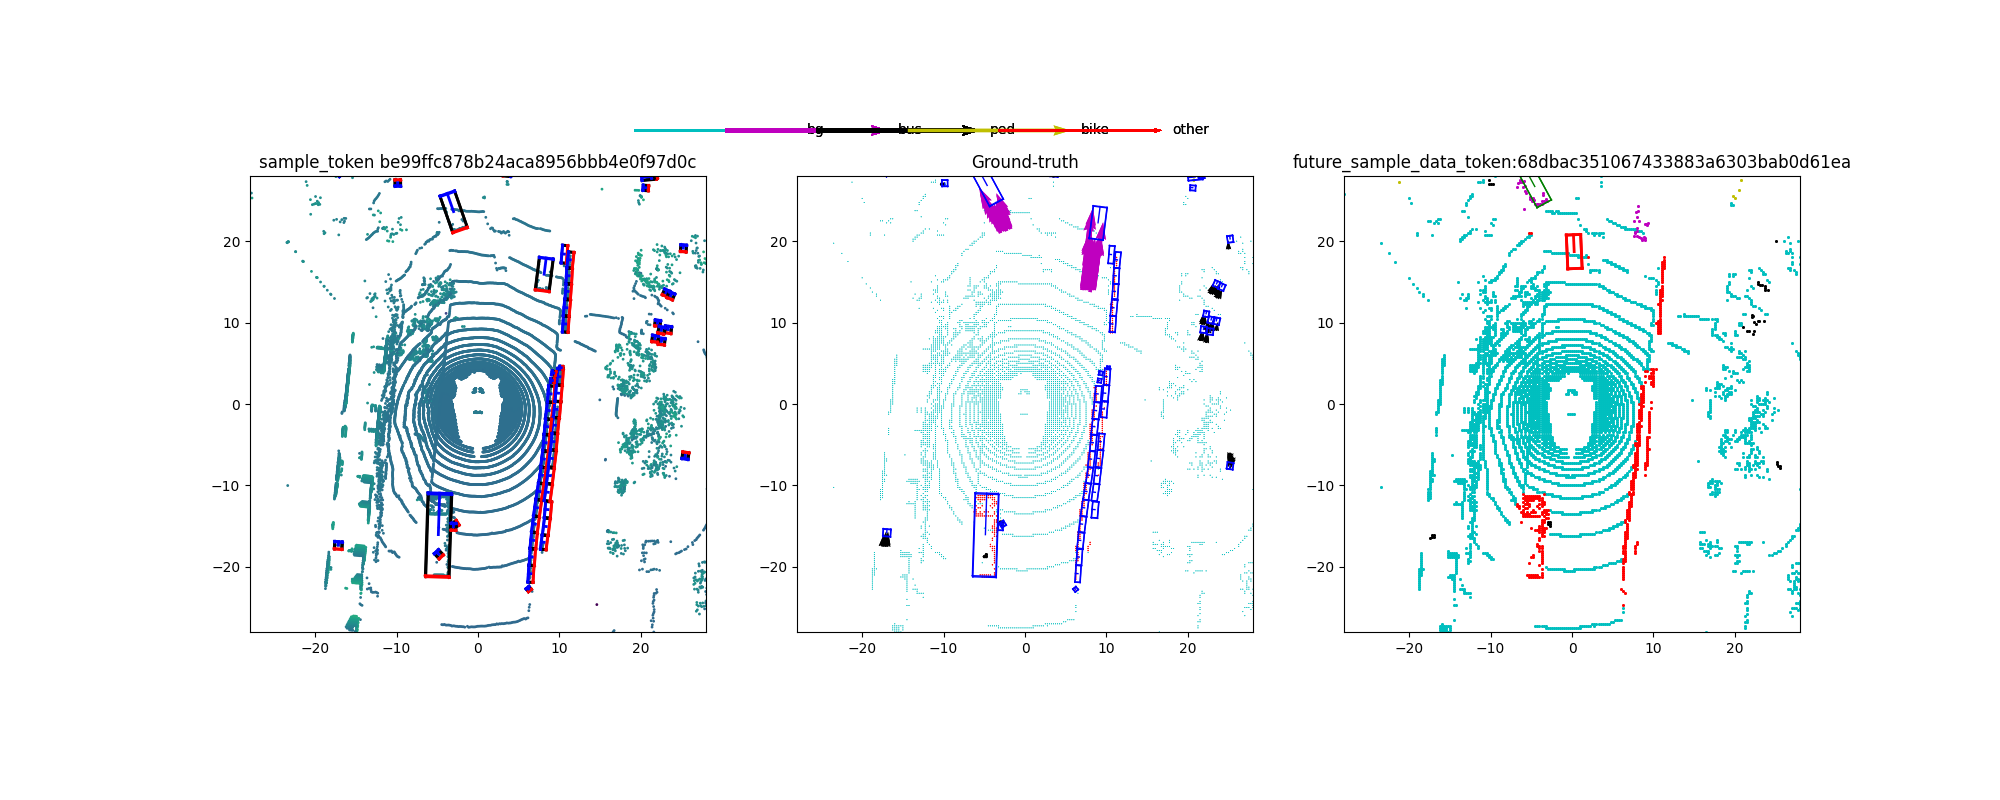 bg bus ped bike other
sample_token be99ffc878b24aca8956bbb4e0f97d0c
Ground-truth
future_sample_data_token:68dbac351067433883a6303bab0d61ea
20
10
0
−10
−20
−20 −10 0 10 20
20
10
0
−10
−20
−20 −10 0 10 20
20
10
0
−10
−20
−20 −10 0 10 20